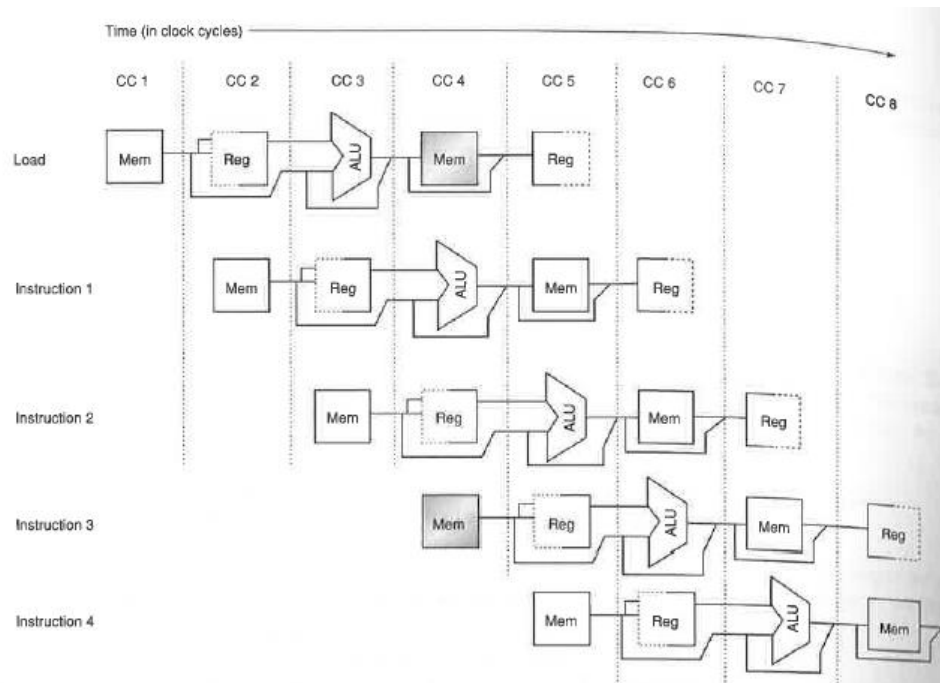 Time (in clock cycles)
CC 1 CC 2 CC 3 CC 4 CC 5 CC 6 CC 7 CC 8
Load Mem Reg ALU Mem Reg
Instruction 1 Mem Reg ALU Mem Reg
Instruction 2 Mem Reg ALU Mem Reg
Instruction 3 Mem Reg ALU Mem Reg
Instruction 4 Mem Reg ALU Mem